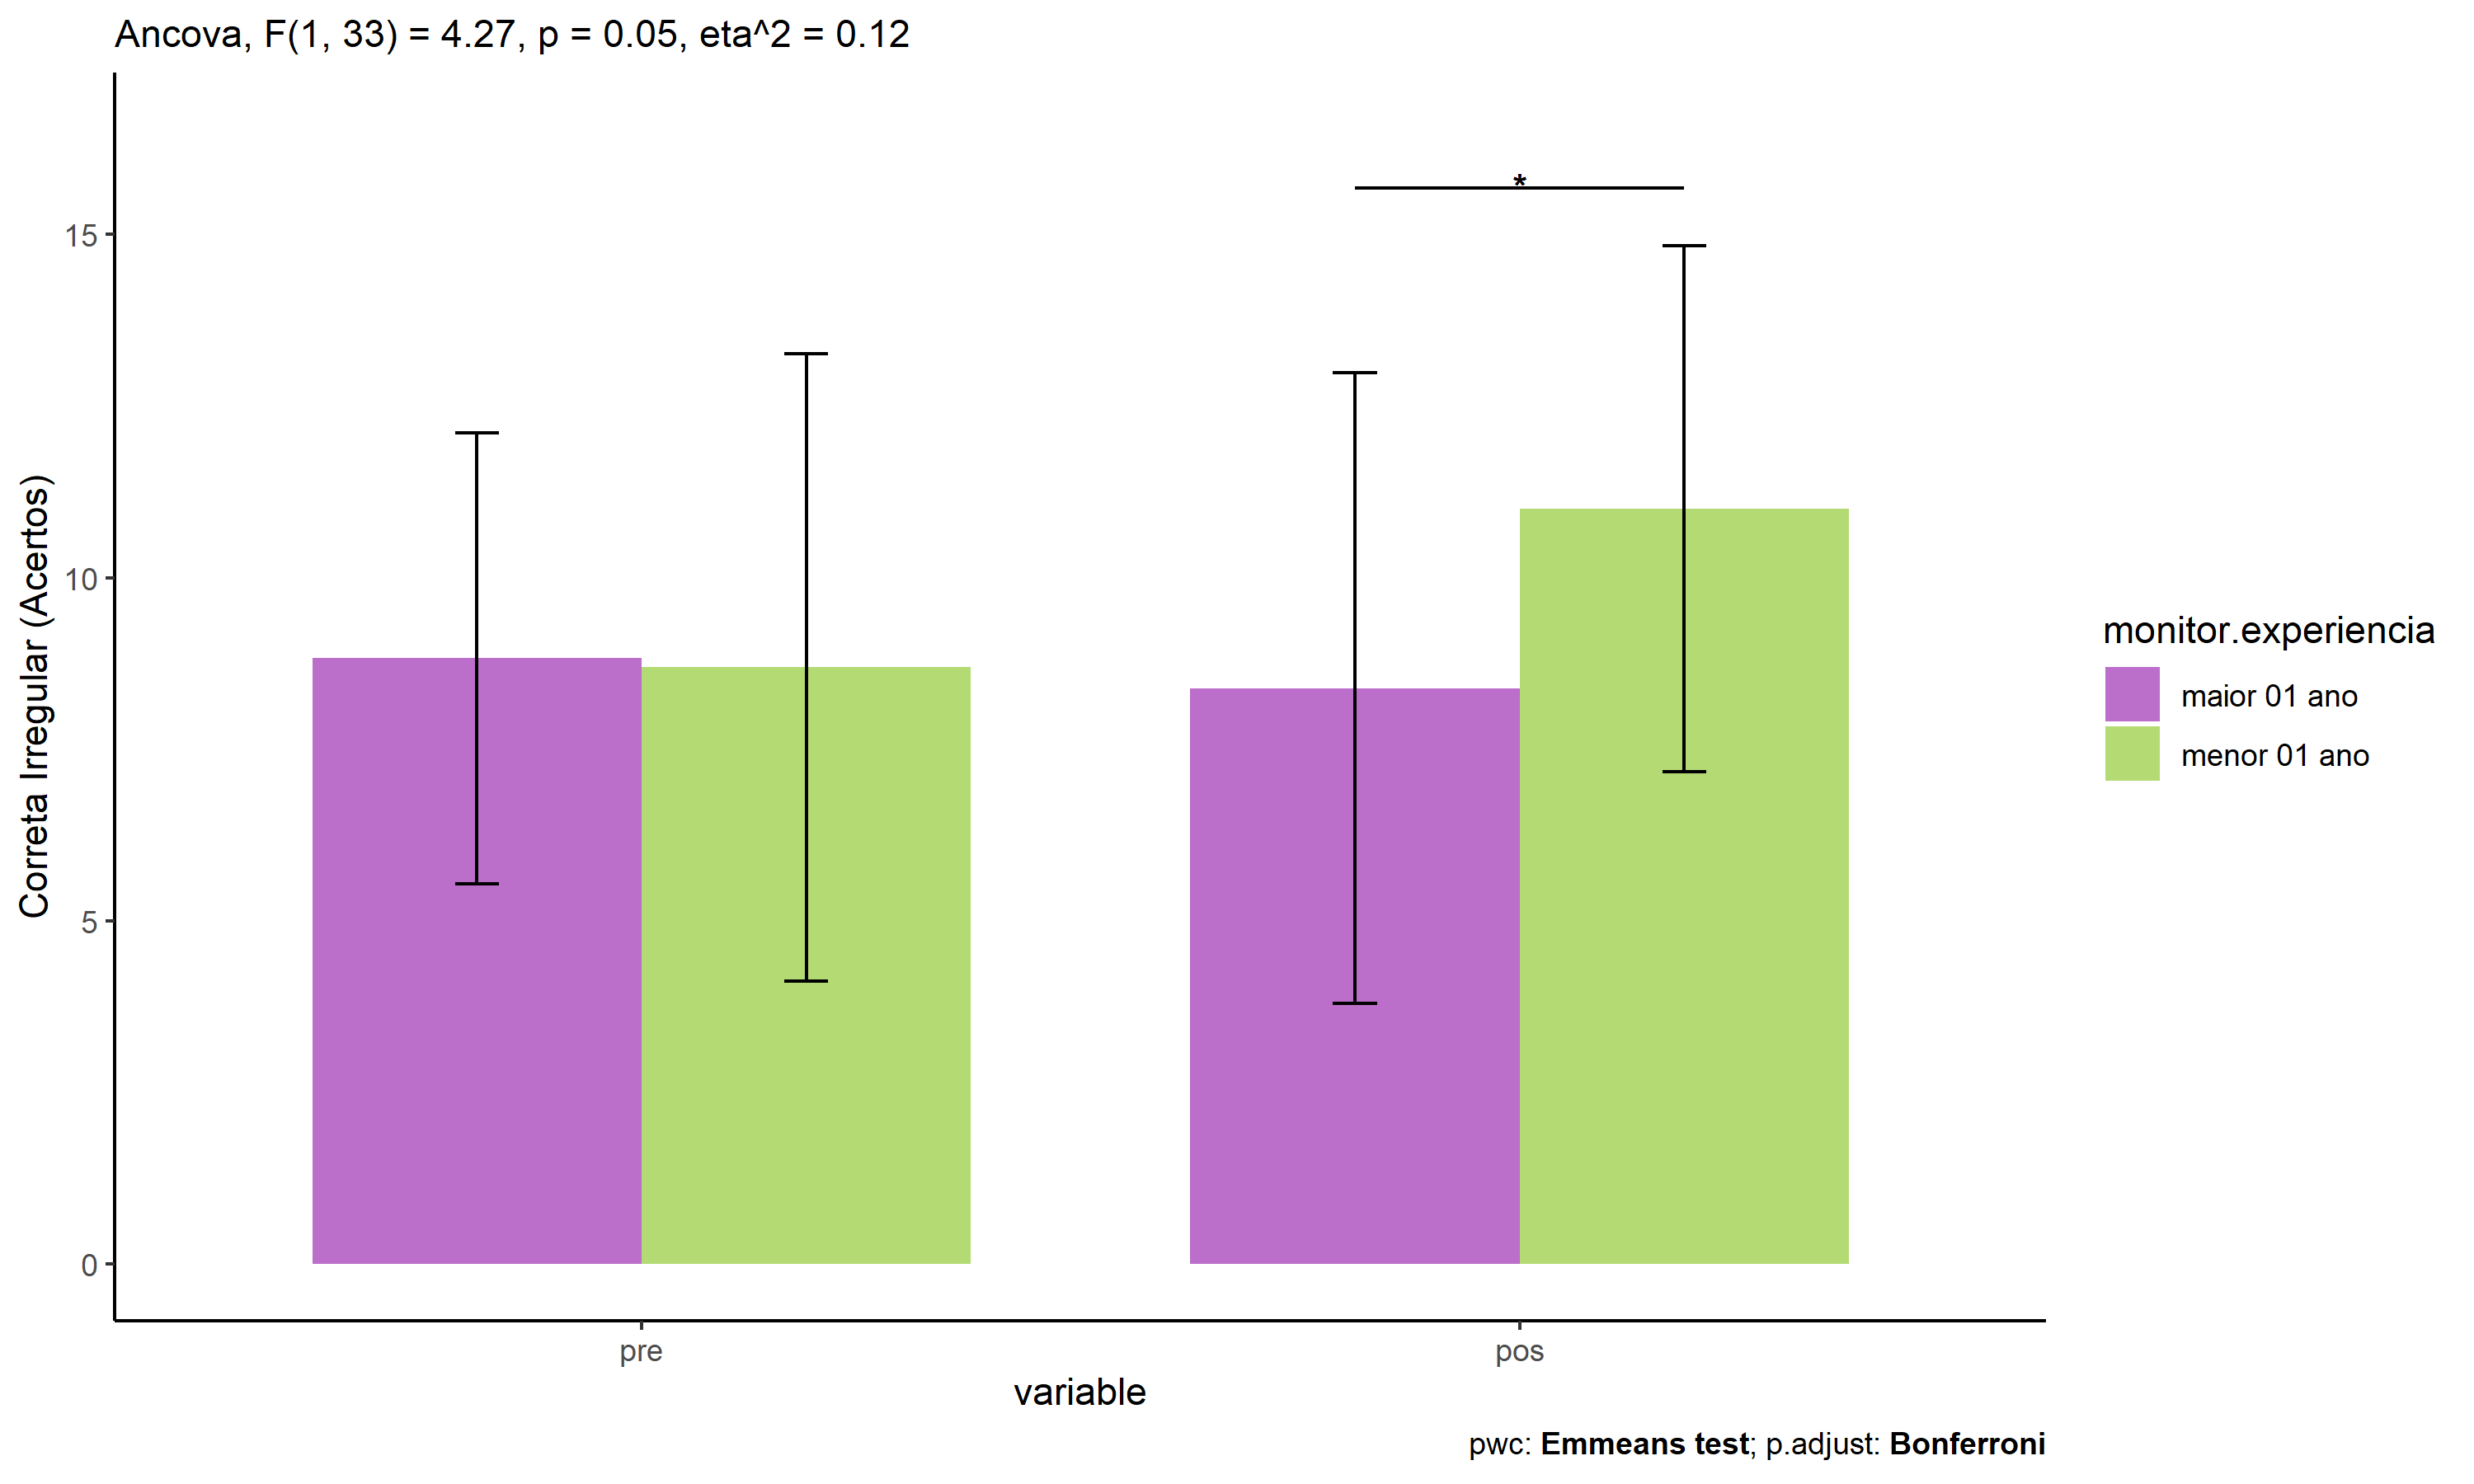 Ancova, F(1, 33) = 4.27, p = 0.05, eta^2 = 0.12
Correta Irregular (Acertos)
15
10
5
0
*
pre
pos
variable
monitor.experiencia
maior 01 ano
menor 01 ano
pwc: Emmeans test; p.adjust: Bonferroni